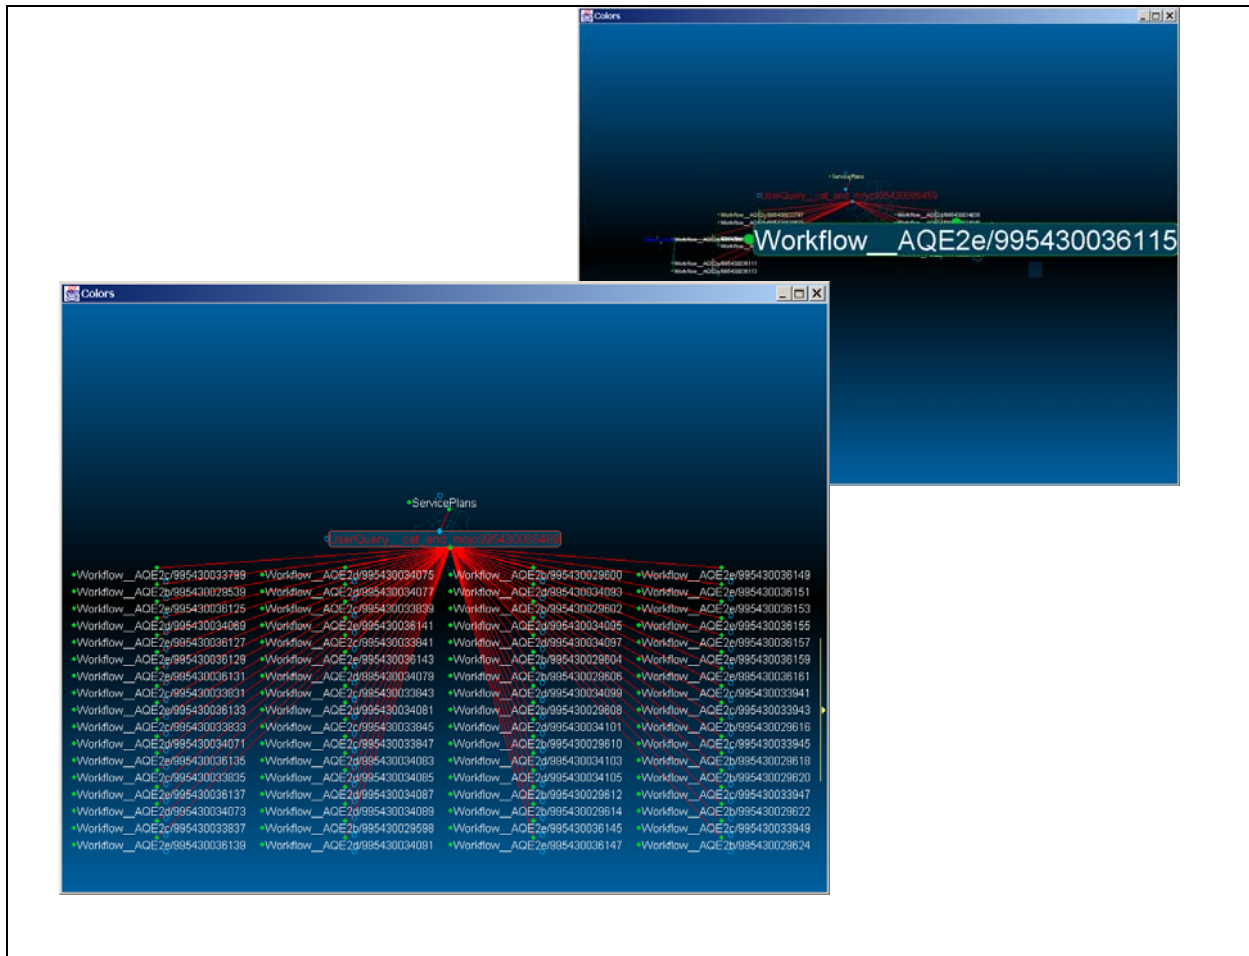 Colors
ServicePlans
UserQuery__cat_and_mojo995430086459
Workflow__AQE2e/995430036115
Colors
ServicePlans
UserQuery__cat_and_mojo995430086489
Workflow__AQE2c/995430033799 Workflow__AQE2d/995430034075 Workflow__AQE2b/995430029600 Workflow__AQE2e/995430036149
Workflow__AQE2b/995430029539 Workflow__AQE2d/995430034077 Workflow__AQE2d/995430034093 Workflow__AQE2e/995430036151
Workflow__AQE2e/995430036125 Workflow__AQE2c/995430033839 Workflow__AQE2b/995430029602 Workflow__AQE2e/995430036153
Workflow__AQE2d/995430034069 Workflow__AQE2e/995430036141 Workflow__AQE2d/995430034095 Workflow__AQE2e/995430036155
Workflow__AQE2e/995430036127 Workflow__AQE2c/995430033841 Workflow__AQE2d/995430034097 Workflow__AQE2e/995430036157
Workflow__AQE2e/995430036129 Workflow__AQE2e/995430036143 Workflow__AQE2b/995430029604 Workflow__AQE2e/995430036159
Workflow__AQE2e/995430036131 Workflow__AQE2d/995430034079 Workflow__AQE2b/995430029606 Workflow__AQE2e/995430036161
Workflow__AQE2c/995430033831 Workflow__AQE2c/995430033843 Workflow__AQE2d/995430034099 Workflow__AQE2c/995430033941
Workflow__AQE2e/995430036133 Workflow__AQE2d/995430034081 Workflow__AQE2b/995430029608 Workflow__AQE2c/995430033943
Workflow__AQE2c/995430033833 Workflow__AQE2c/995430033845 Workflow__AQE2d/995430034101 Workflow__AQE2b/995430029616
Workflow__AQE2d/995430034071 Workflow__AQE2c/995430033847 Workflow__AQE2b/995430029610 Workflow__AQE2c/995430033945
Workflow__AQE2e/995430036135 Workflow__AQE2d/995430034083 Workflow__AQE2d/995430034103 Workflow__AQE2b/995430029618
Workflow__AQE2c/995430033835 Workflow__AQE2d/995430034085 Workflow__AQE2d/995430034105 Workflow__AQE2b/995430029620
Workflow__AQE2e/995430036137 Workflow__AQE2d/995430034087 Workflow__AQE2b/995430029612 Workflow__AQE2c/995430033947
Workflow__AQE2d/995430034073 Workflow__AQE2d/995430034089 Workflow__AQE2b/995430029614 Workflow__AQE2b/995430029622
Workflow__AQE2c/995430033837 Workflow__AQE2b/995430029598 Workflow__AQE2e/995430036145 Workflow__AQE2c/995430033949
Workflow__AQE2e/995430036139 Workflow__AQE2d/995430034091 Workflow__AQE2e/995430036147 Workflow__AQE2b/995430029624